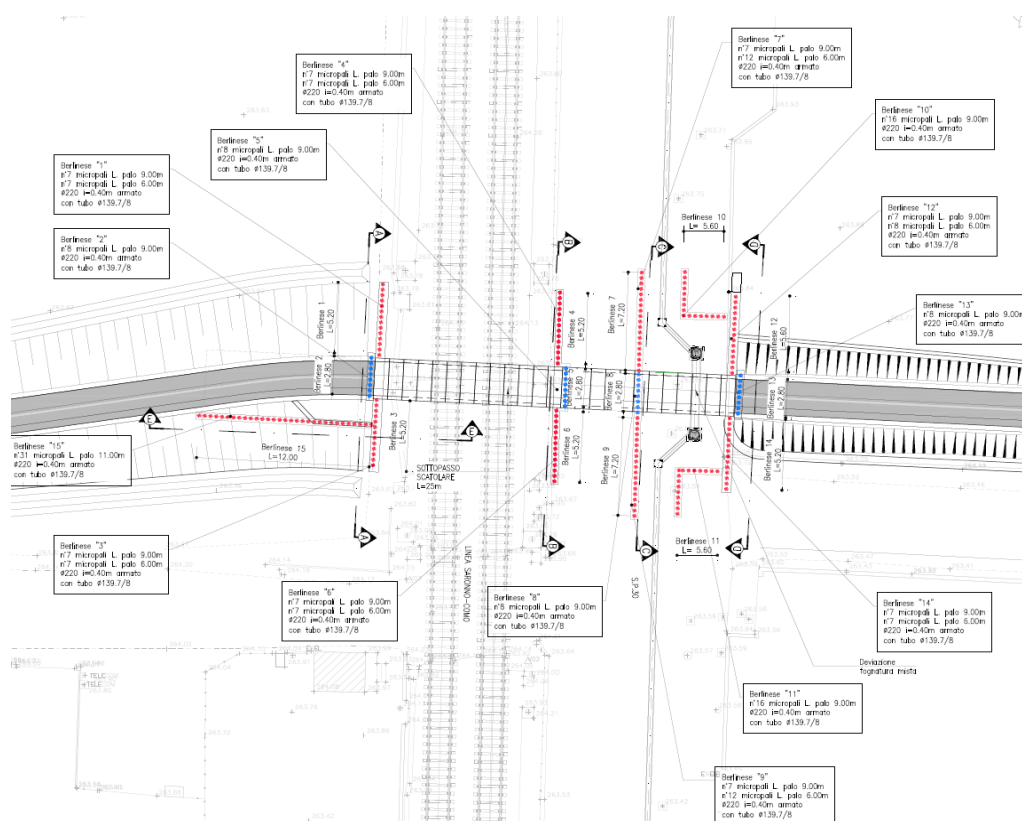 Berlinese "7"
n°7 micropali L. palo 9.00m
n°12 micropali L. palo 6.00m
ø220 i=0.40m armato
con tubo ø139.7/8
Berlinese "4"
n°7 micropali L. palo 9.00m
n°7 micropali L. palo 6.00m
ø220 i=0.40m armato
con tubo ø139.7/8
Berlinese "10"
n°16 micropali L. palo 9.00m
ø220 i=0.40m armato
con tubo ø139.7/8
Berlinese "5"
n°8 micropali L. palo 9.00m
ø220 i=0.40m armato
con tubo ø139.7/8
Berlinese "1"
n°7 micropali L. palo 9.00m
n°7 micropali L. palo 6.00m
ø220 i=0.40m armato
con tubo ø139.7/8
Berlinese "12"
n°7 micropali L. palo 9.00m
n°8 micropali L. palo 6.00m
ø220 i=0.40m armato
con tubo ø139.7/8
Berlinese "2"
n°8 micropali L. palo 9.00m
ø220 i=0.40m armato
con tubo ø139.7/8
Berlinese 10
L= 5.60
A
B
C
D
Berlinese "13"
n°8 micropali L. palo 9.00m
ø220 i=0.40m armato
con tubo ø139.7/8
Berlinese 1
L=5.20
Berlinese 4
L=5.20
Berlinese 7
L=7.20
Berlinese 12
L=5.60
Berlinese 2
L=2.80
Berlinese 5
L=2.80
Berlinese 8
L=2.80
Berlinese 13
L=2.80
Berlinese 3
L=5.20
Berlinese 6
L=5.20
Berlinese 9
L=7.20
Berlinese 14
L=5.20
E
E
Berlinese "15"
n°31 micropali L. palo 11.00m
ø220 i=0.40m armato
con tubo ø139.7/8
Berlinese 15
L=12.00
SOTTOPASSO
SCATOLARE
L=25m
A
B
C
D
Berlinese 11
L= 5.60
Berlinese "3"
n°7 micropali L. palo 9.00m
n°7 micropali L. palo 6.00m
ø220 i=0.40m armato
con tubo ø139.7/8
LINEA SARONNO-COMO
S.P.30
Berlinese "6"
n°7 micropali L. palo 9.00m
n°7 micropali L. palo 6.00m
ø220 i=0.40m armato
con tubo ø139.7/8
Berlinese "8"
n°8 micropali L. palo 9.00m
ø220 i=0.40m armato
con tubo ø139.7/8
Berlinese "14"
n°7 micropali L. palo 9.00m
n°7 micropali L. palo 6.00m
ø220 i=0.40m armato
con tubo ø139.7/8
Deviazione
fognatura mista
TELE
Berlinese "11"
n°16 micropali L. palo 9.00m
ø220 i=0.40m armato
con tubo ø139.7/8
Berlinese "9"
n°7 micropali L. palo 9.00m
n°12 micropali L. palo 6.00m
ø220 i=0.40m armato
con tubo ø139.7/8